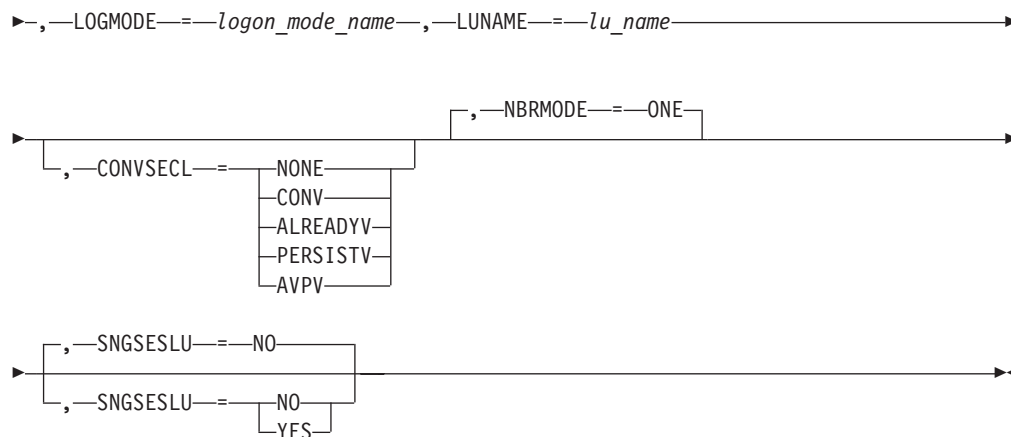 , LOGMODE = logon_mode_name , LUNAME = lu_name
, NBRMODE = ONE
, CONVSECL = NONE
CONV
ALREADYV
PERSISTV
AVPV
, SNGSESLU = NO
, SNGSESLU = NO
YES